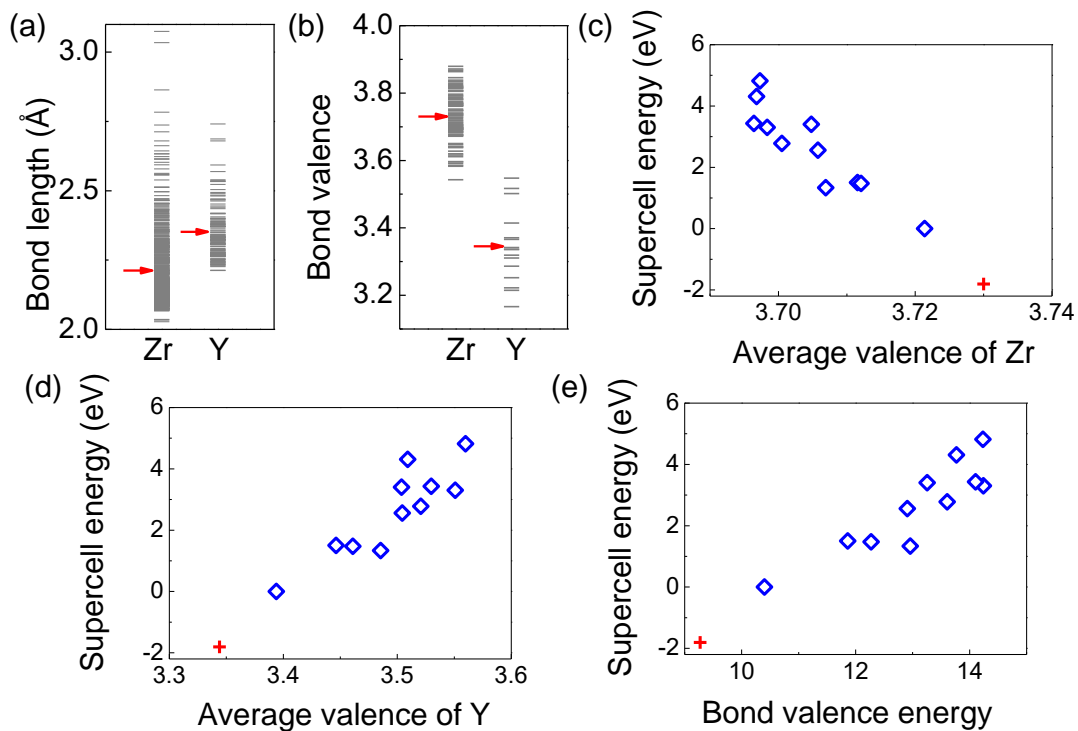 (a)
Bond length (Å)
3.0
2.5
2.0
Zr Y
(b)
Bond valence
4.0
3.8
3.6
3.4
3.2
Zr Y
(c)
Supercell energy (eV)
6
4
2
0
-2
3.70 3.72 3.74
Average valence of Zr
(d)
Supercell energy (eV)
6
4
2
0
-2
3.3 3.4 3.5 3.6
Average valence of Y
(e)
Supercell energy (eV)
6
4
2
0
-2
10 12 14
Bond valence energy